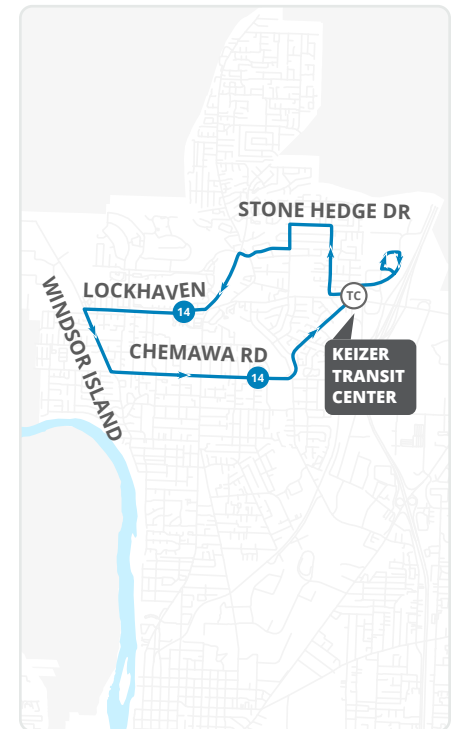 STONE HEDGE DR
LOCKHAVEN
14
TC
WINDSOR ISLAND
CHEMAWA RD
14
KEIZER
TRANSIT
CENTER